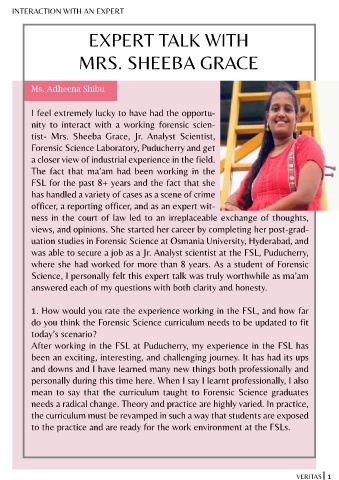 INTERACTION WITH AN EXPERT
EXPERT TALK WITH
MRS. SHEEBA GRACE
Ms. Adheena Shibu
I feel extremely lucky to have had the opportu-
nity to interact with a working forensic scien-
tist- Mrs. Sheeba Grace, Jr. Analyst Scientist,
Forensic Science Laboratory, Puducherry and get
a closer view of industrial experience in the field.
The fact that ma'am had been working in the
FSL for the past 8+ years and the fact that she
has handled a variety of cases as a scene of crime
officer, a reporting officer, and as an expert wit-
ness in the court of law led to an irreplaceable exchange of thoughts,
views, and opinions. She started her career by completing her post-grad-
uation studies in Forensic Science at Osmania University, Hyderabad, and
was able to secure a job as a Jr. Analyst scientist at the FSL, Puducherry,
where she had worked for more than 8 years. As a student of Forensic
Science, I personally felt this expert talk was truly worthwhile as ma'am
answered each of my questions with both clarity and honesty.
1. How would you rate the experience working in the FSL, and how far
do you think the Forensic Science curriculum needs to be updated to fit
today's scenario?
After working in the FSL at Puducherry, my experience in the FSL has
been an exciting, interesting, and challenging journey. It has had its ups
and downs and I have learned many new things both professionally and
personally during this time here. When I say I learnt professionally, I also
mean to say that the curriculum taught to Forensic Science graduates
needs a radical change. Theory and practice are highly varied. In practice,
the curriculum must be revamped in such a way that students are exposed
to the practice and are ready for the work environment at the FSLs.
VERITAS | 1